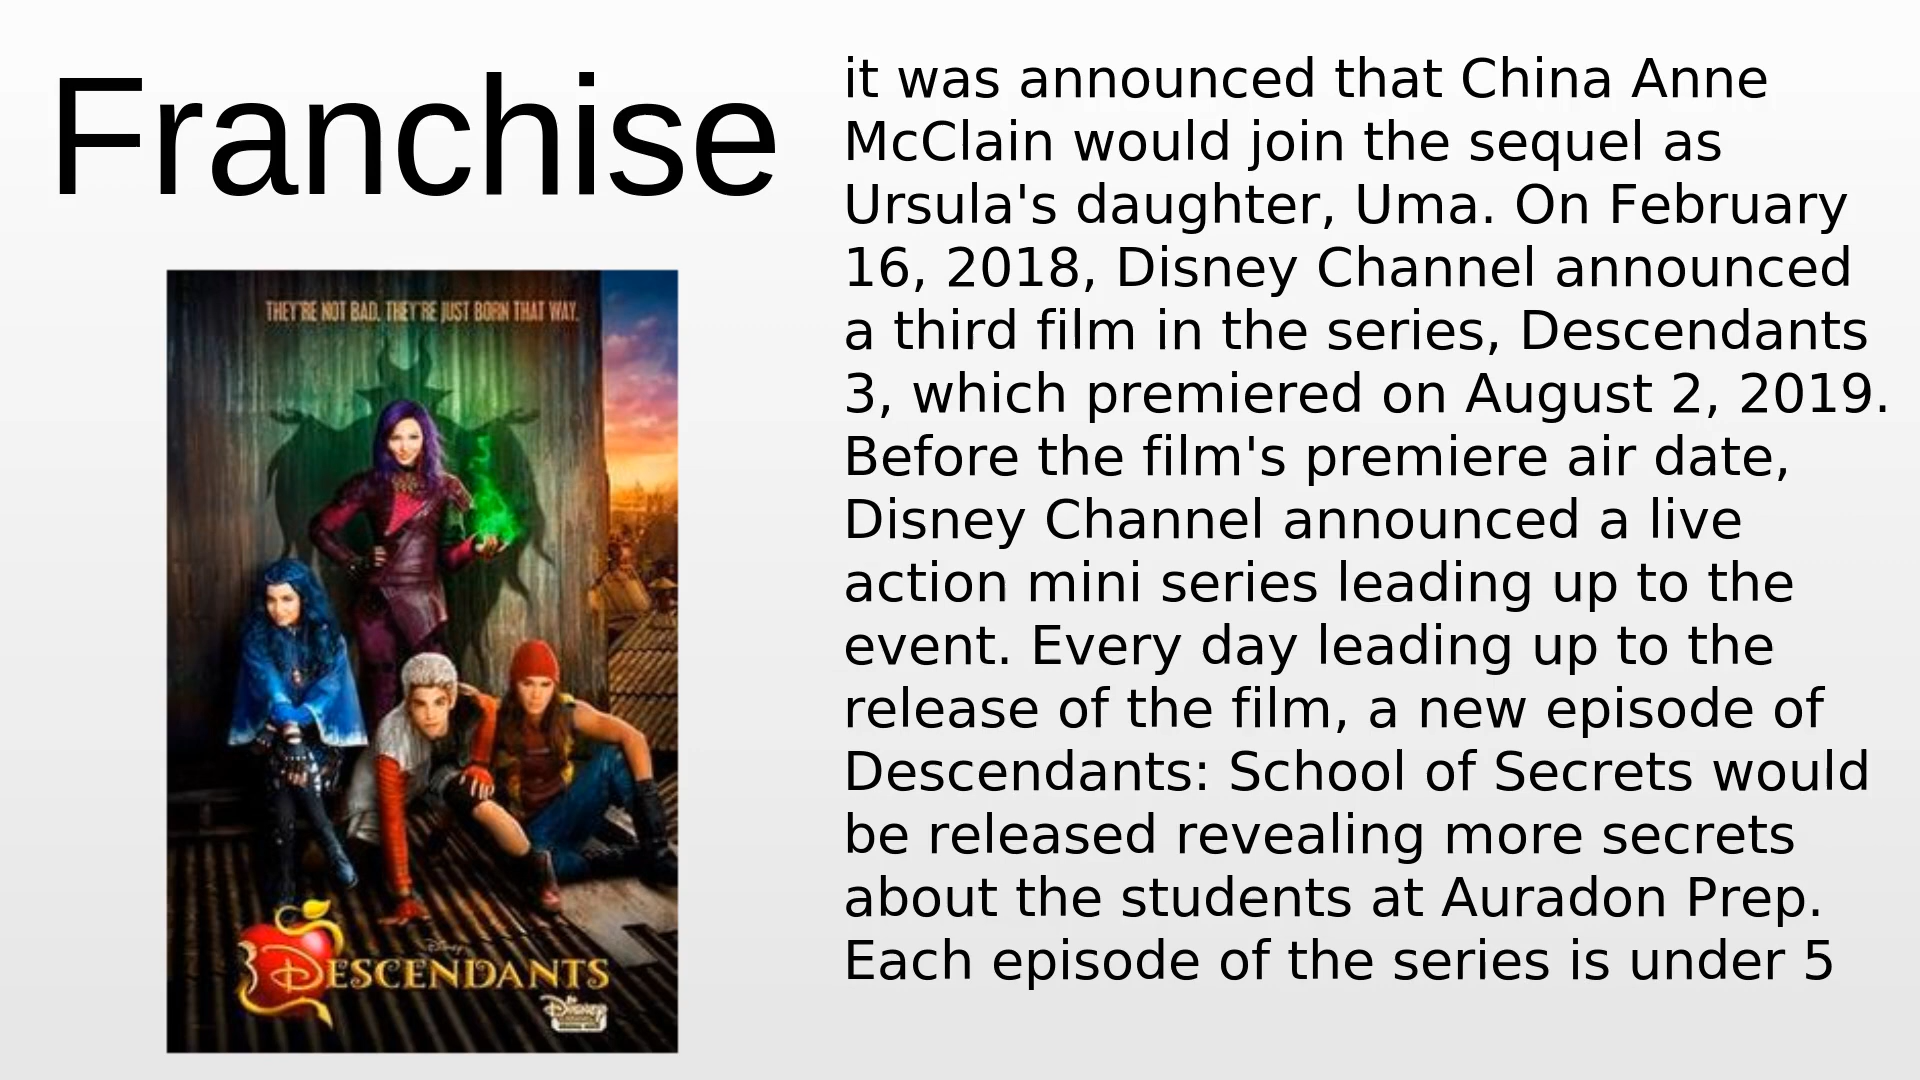 Franchise
THEY'RE NOT BAD, THEY'RE JUST BORN THAT WAY.
Disney
DESCENDANTS
Disney
it was announced that China Anne
McClain would join the sequel as
Ursula's daughter, Uma. On February
16, 2018, Disney Channel announced
a third film in the series, Descendants
3, which premiered on August 2, 2019.
Before the film's premiere air date,
Disney Channel announced a live
action mini series leading up to the
event. Every day leading up to the
release of the film, a new episode of
Descendants: School of Secrets would
be released revealing more secrets
about the students at Auradon Prep.
Each episode of the series is under 5